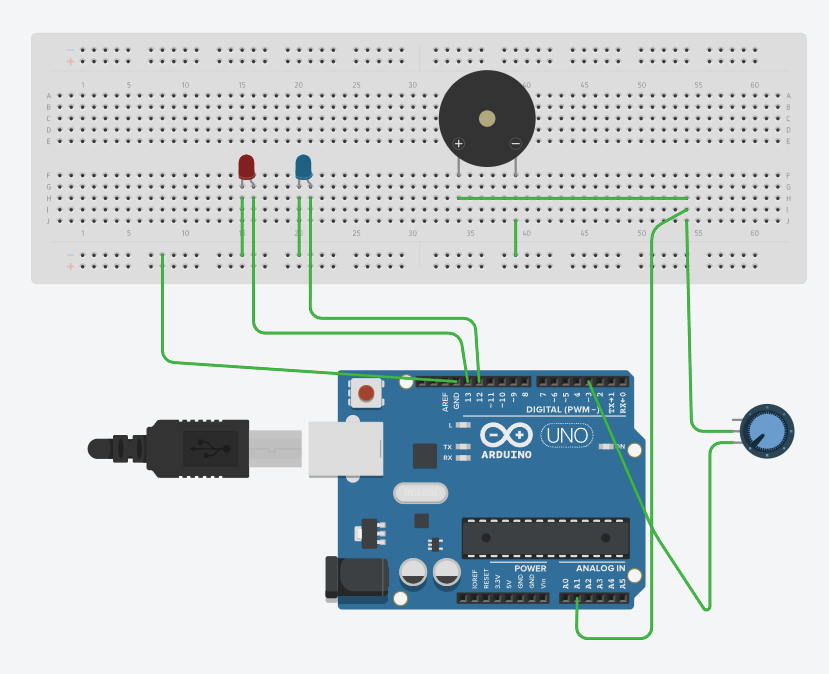 − −
+ +
1 5 10 15 20 25 30 40 45 50 55 60
A A
B B
C C
D D
E E
+ −
F F
G G
H H
I I
J J
1 5 10 15 20 25 30 35 40 45 50 55 60
− −
+ +
AREF GND 13 12 ~11 ~10 ~9 8 7 ~6 ~5 4 ~3 2 TX→1 RX←0
DIGITAL (PWM~)
L
TX
RX
UNO
ON
ARDUINO
POWER ANALOG IN
IOREF RESET 3.3V 5V GND GND Vin A0 A1 A2 A3 A4 A5